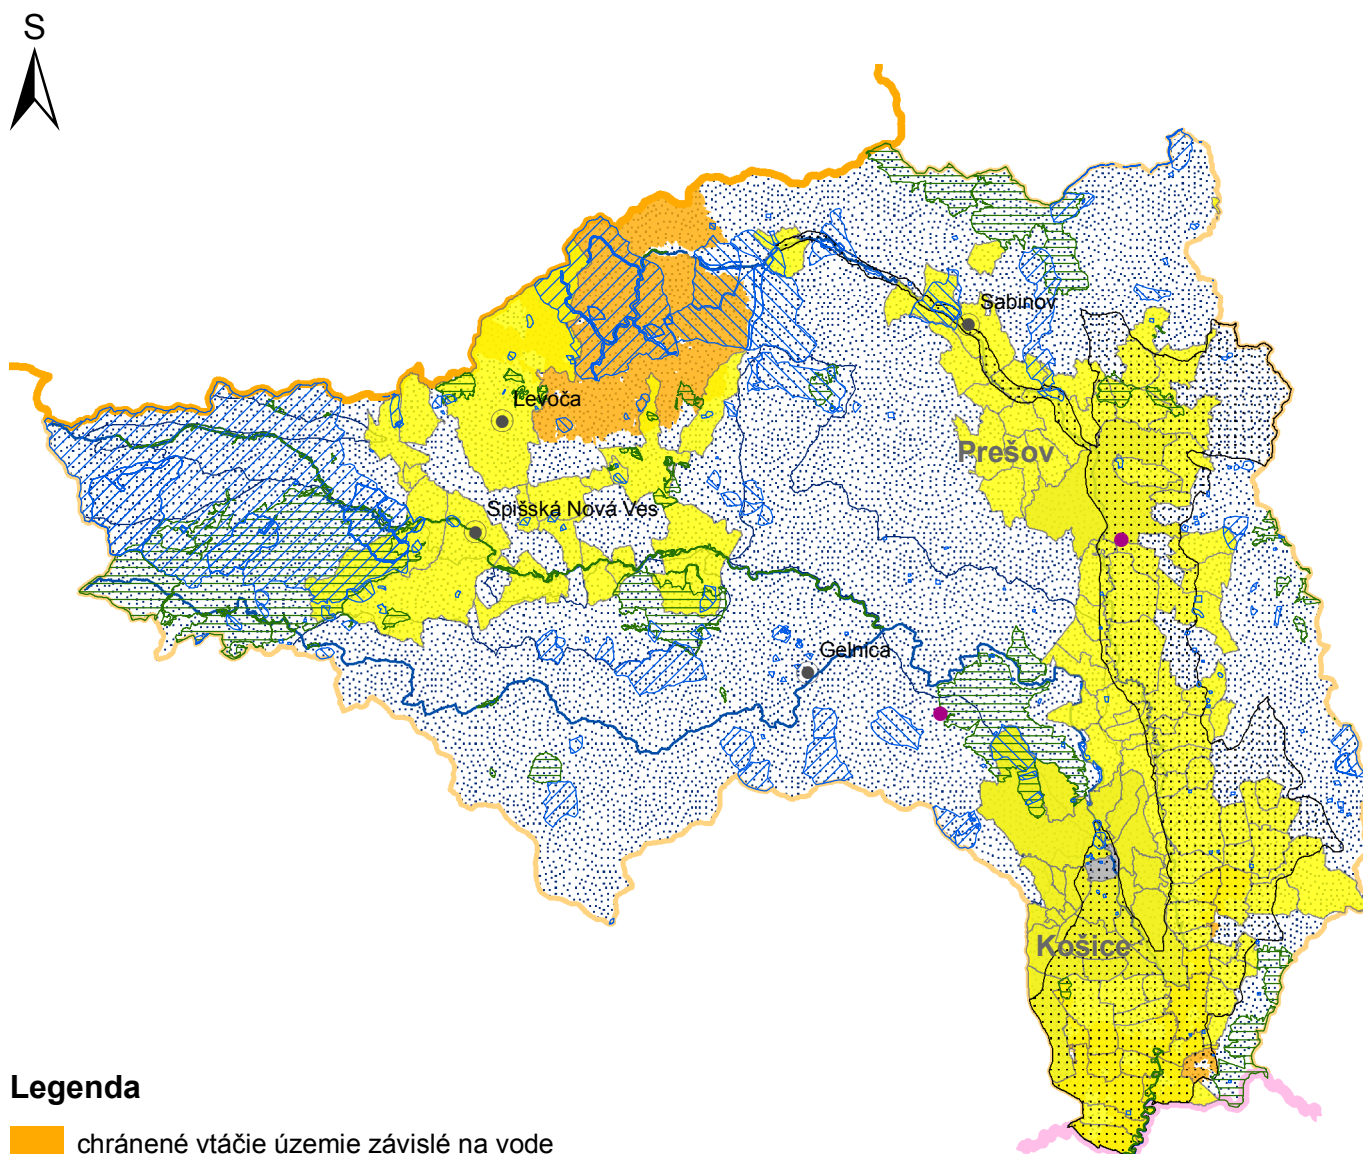 S
Sabinov
Levoča
Prešov
Spišská Nová Ves
Gelnica
Košice
Legenda
chránené vtáčie územie závislé na vode